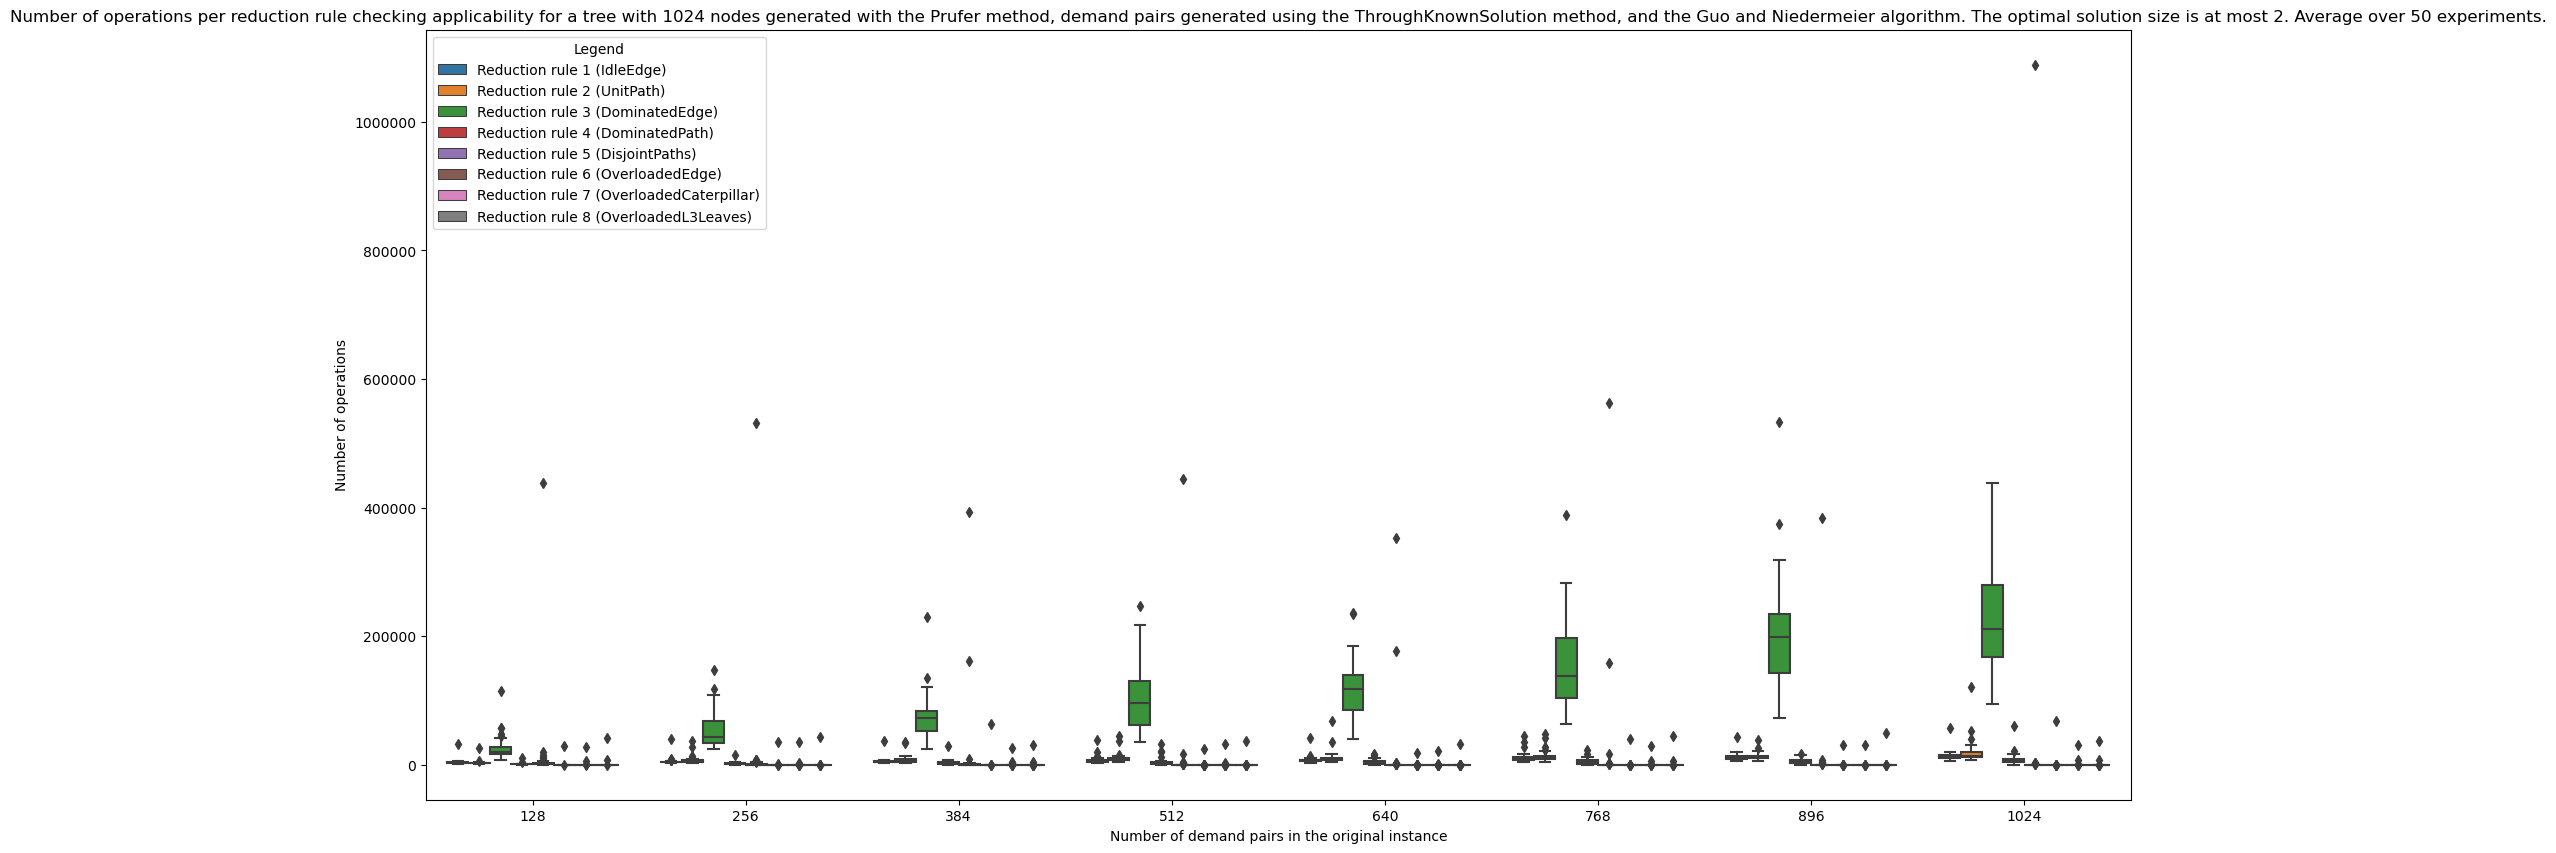 Number of operations per reduction rule checking applicability for a tree with 1024 nodes generated with the Prufer method, demand pairs generated using the ThroughKnownSolution method, and the Guo and Niedermeier algorithm. The optimal solution size is at most 2. Average over 50 experiments.
Legend
Reduction rule 1 (IdleEdge)
Reduction rule 2 (UnitPath)
Reduction rule 3 (DominatedEdge)
Reduction rule 4 (DominatedPath)
Reduction rule 5 (DisjointPaths)
Reduction rule 6 (OverloadedEdge)
Reduction rule 7 (OverloadedCaterpillar)
Reduction rule 8 (OverloadedL3Leaves)
Number of operations
1000000
800000
600000
400000
200000
0
128 256 384 512 640 768 896 1024
Number of demand pairs in the original instance